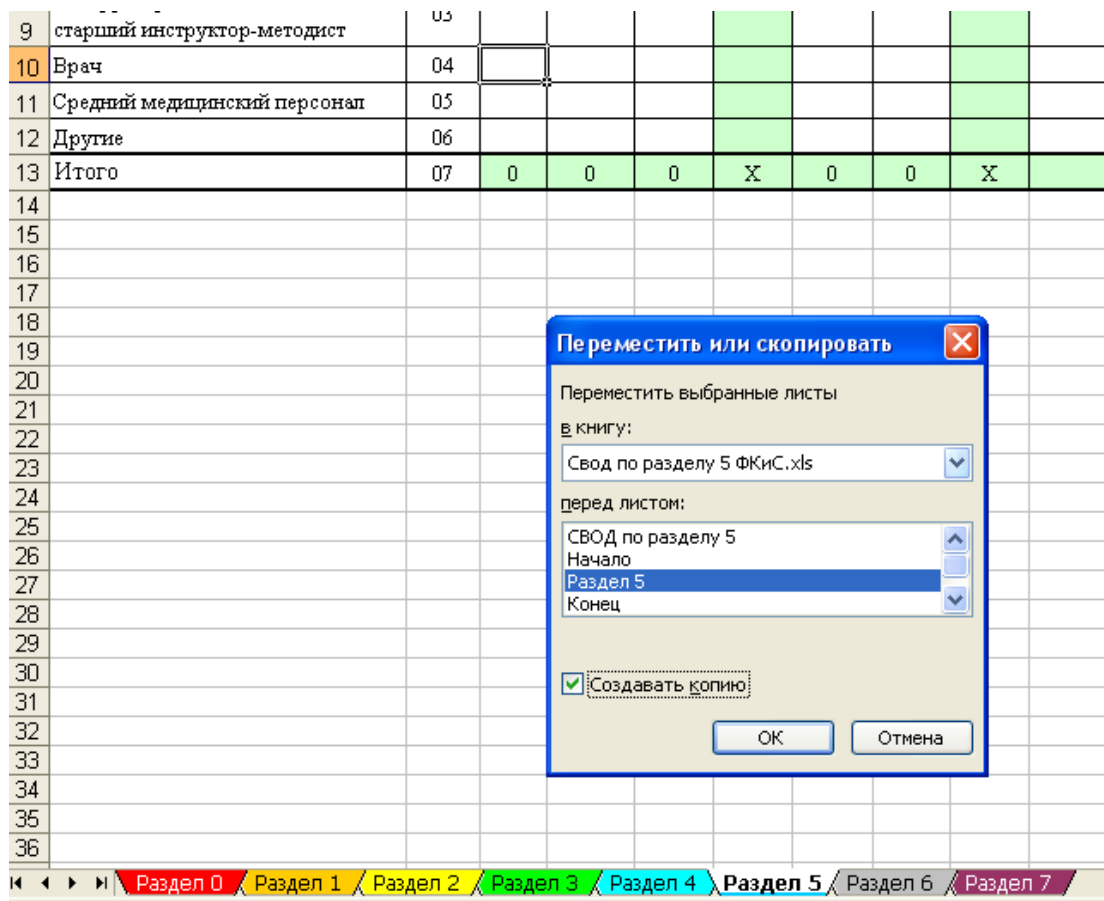 03
9 старший инструктор-методист
10 Врач 04
11 Средний медицинский персонал 05
12 Другие 06
13 Итого 07 0 0 0 X 0 0 X
14
15
16
17
18
19
20
21
22
23
24
25
26
27
28
29
30
31
32
33
34
35
36
Переместить или скопировать
Переместить выбранные листы
в книгу:
Свод по разделу 5 ФКиС.xls
перед листом:
СВОД по разделу 5
Начало
Раздел 5
Конец
Создавать копию
ОК Отмена
Раздел 0 Раздел 1 Раздел 2 Раздел 3 Раздел 4 Раздел 5 Раздел 6 Раздел 7